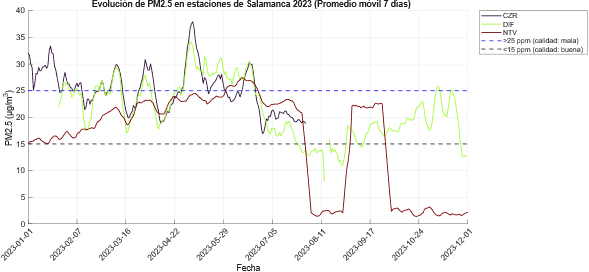 Evolución de PM2.5 en estaciones de Salamanca 2023 (Promedio móvil 7 días)
CZR
DIF
NTV
>25 ppm (calidad: mala)
<15 ppm (calidad: buena)
PM2.5 (µg/m³)
40
35
30
25
20
15
10
5
0
2023-01-01
2023-02-07
2023-03-16
2023-04-22
2023-05-29
2023-07-05
2023-08-11
2023-09-17
2023-10-24
2023-12-01
Fecha